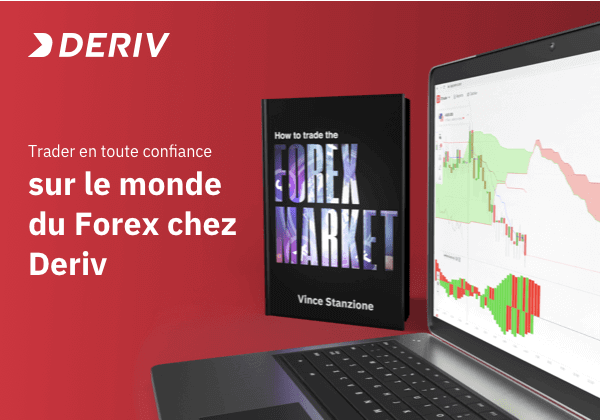 DERIV
Trader en toute confiance
sur le monde
du Forex chez
Deriv
How to trade the
FOREX
MARKET
Vince Stanzione